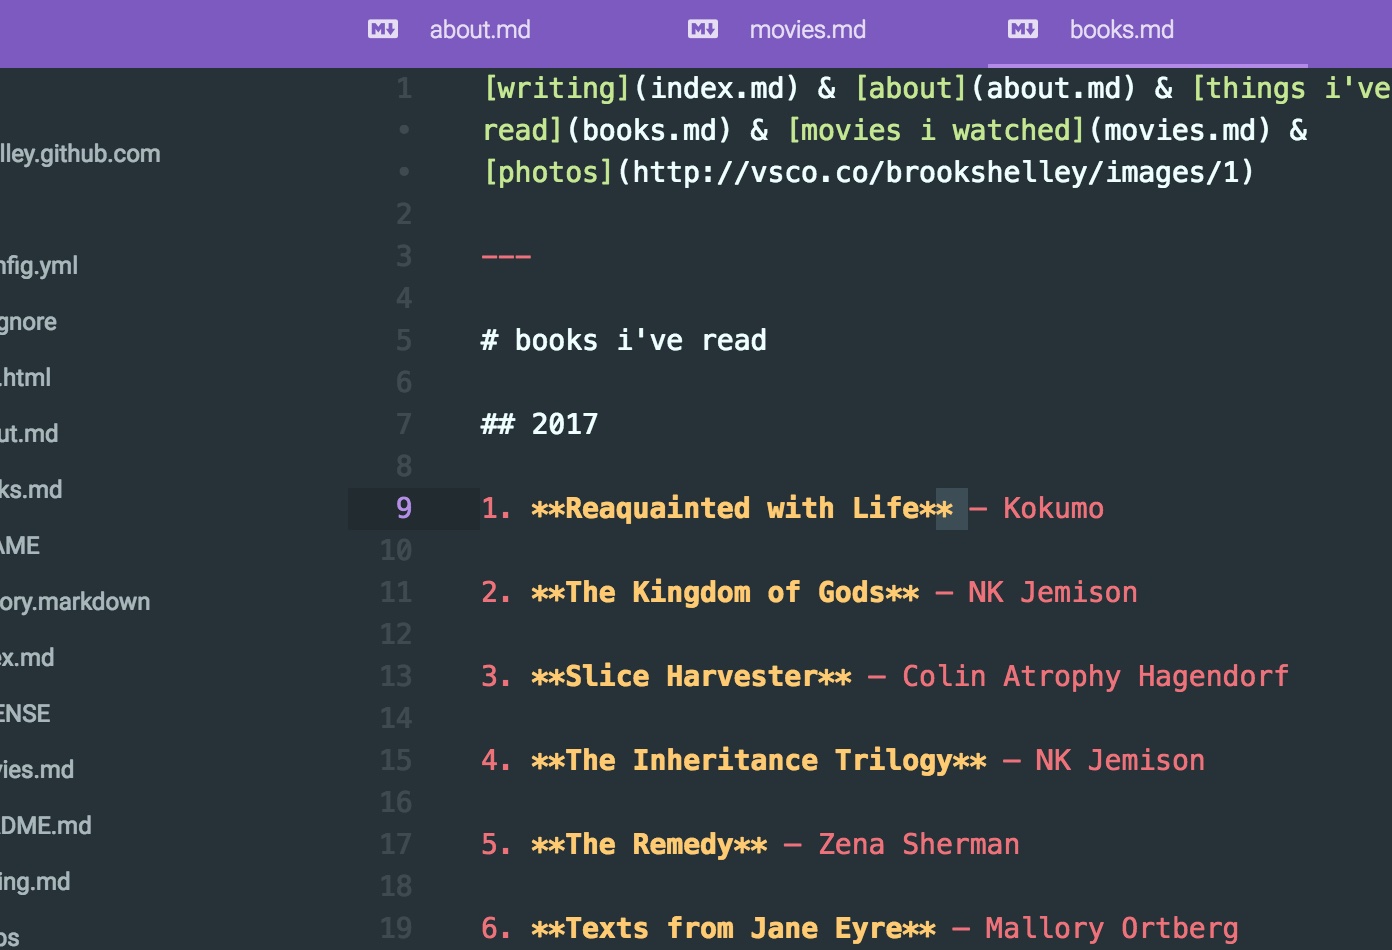 about.md
movies.md
books.md
lley.github.com
nfig.yml
gnore
.html
ut.md
ks.md
AME
ory.markdown
ex.md
ENSE
vies.md
DME.md
ing.md
ps
1 [writing](index.md) & [about](about.md) & [things i've
• read](books.md) & [movies i watched](movies.md) &
• [photos](http://vsco.co/brookshelley/images/1)
2
3 ---
4
5 # books i've read
6
7 ## 2017
8
9 1. **Reaquainted with Life** — Kokumo
10
11 2. **The Kingdom of Gods** — NK Jemison
12
13 3. **Slice Harvester** — Colin Atrophy Hagendorf
14
15 4. **The Inheritance Trilogy** — NK Jemison
16
17 5. **The Remedy** — Zena Sherman
18
19 6. **Texts from Jane Eyre** — Mallory Ortberg